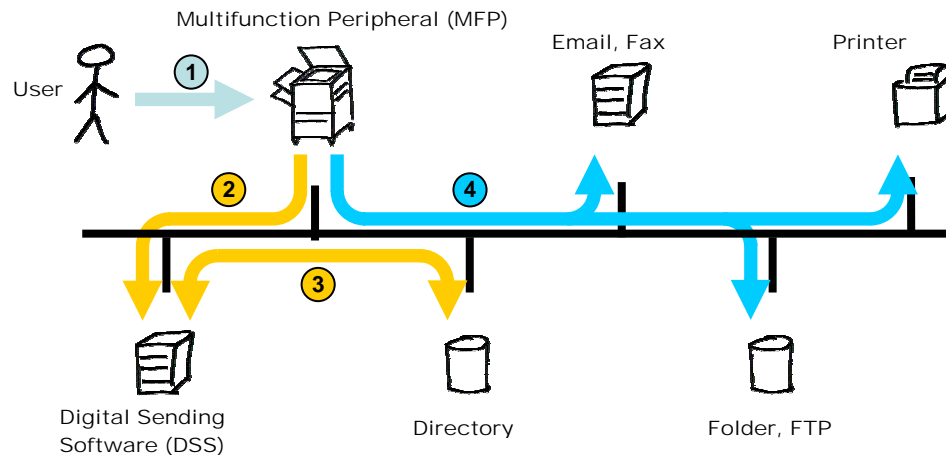 Multifunction Peripheral (MFP)
Email, Fax
Printer
User
1
2
4
3
Digital Sending
Software (DSS)
Directory
Folder, FTP